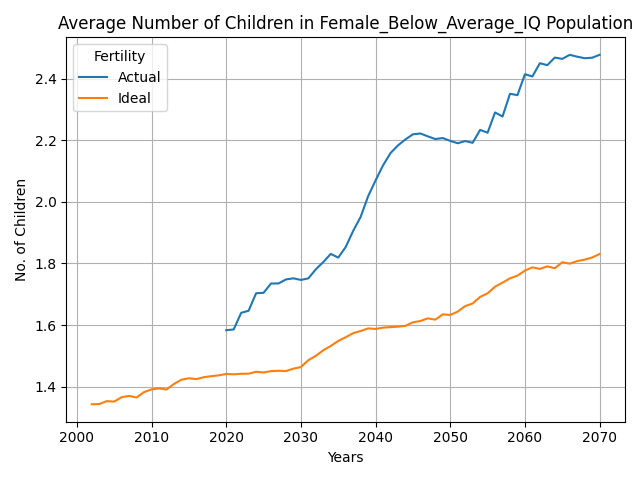 Average Number of Children in Female_Below_Average_IQ Population
Fertility
Actual
Ideal
No. of Children
2.4
2.2
2.0
1.8
1.6
1.4
2000 2010 2020 2030 2040 2050 2060 2070
Years